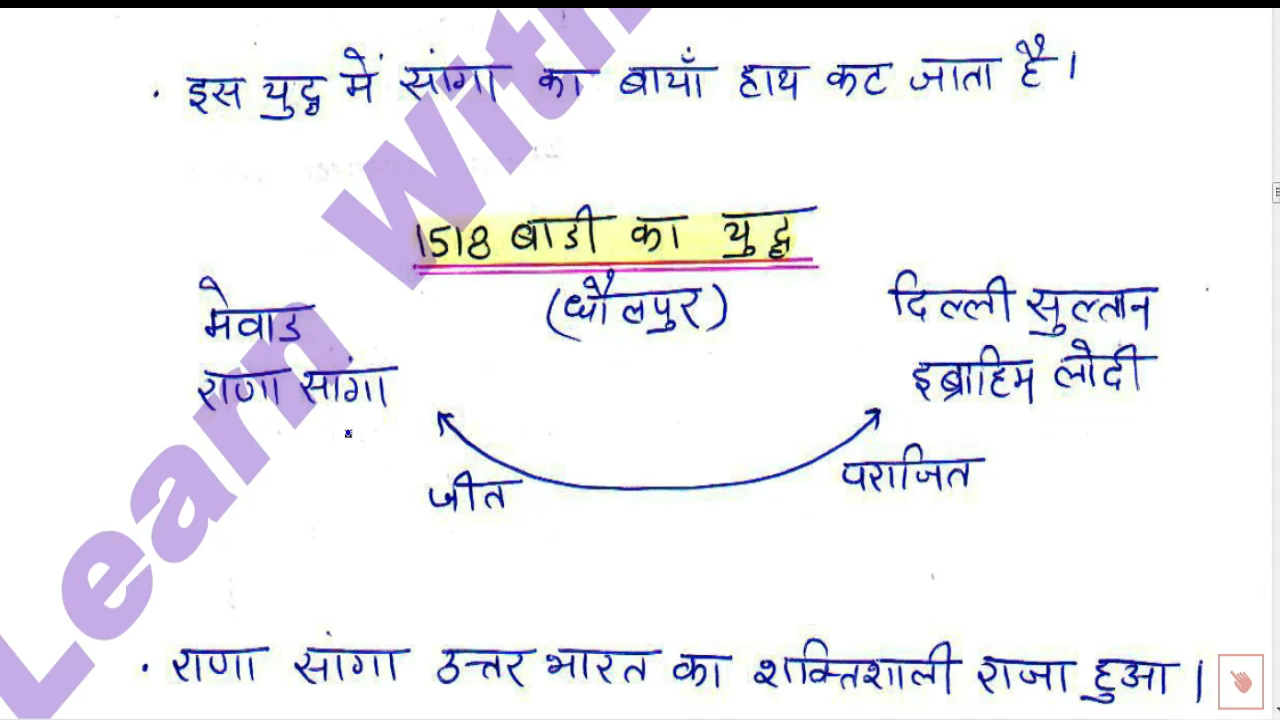 · इस युद्ध में सांगा का बायाँ हाथ कट जाता है।
1518 बाडी का युद्ध
(धौलपुर)
मेवाड
राणा सांगा
दिल्ली सुल्तान
इब्राहिम लोदी
जीत
पराजित
· राणा सांगा उत्तर भारत का शक्तिशाली राजा हुआ।
Learn With